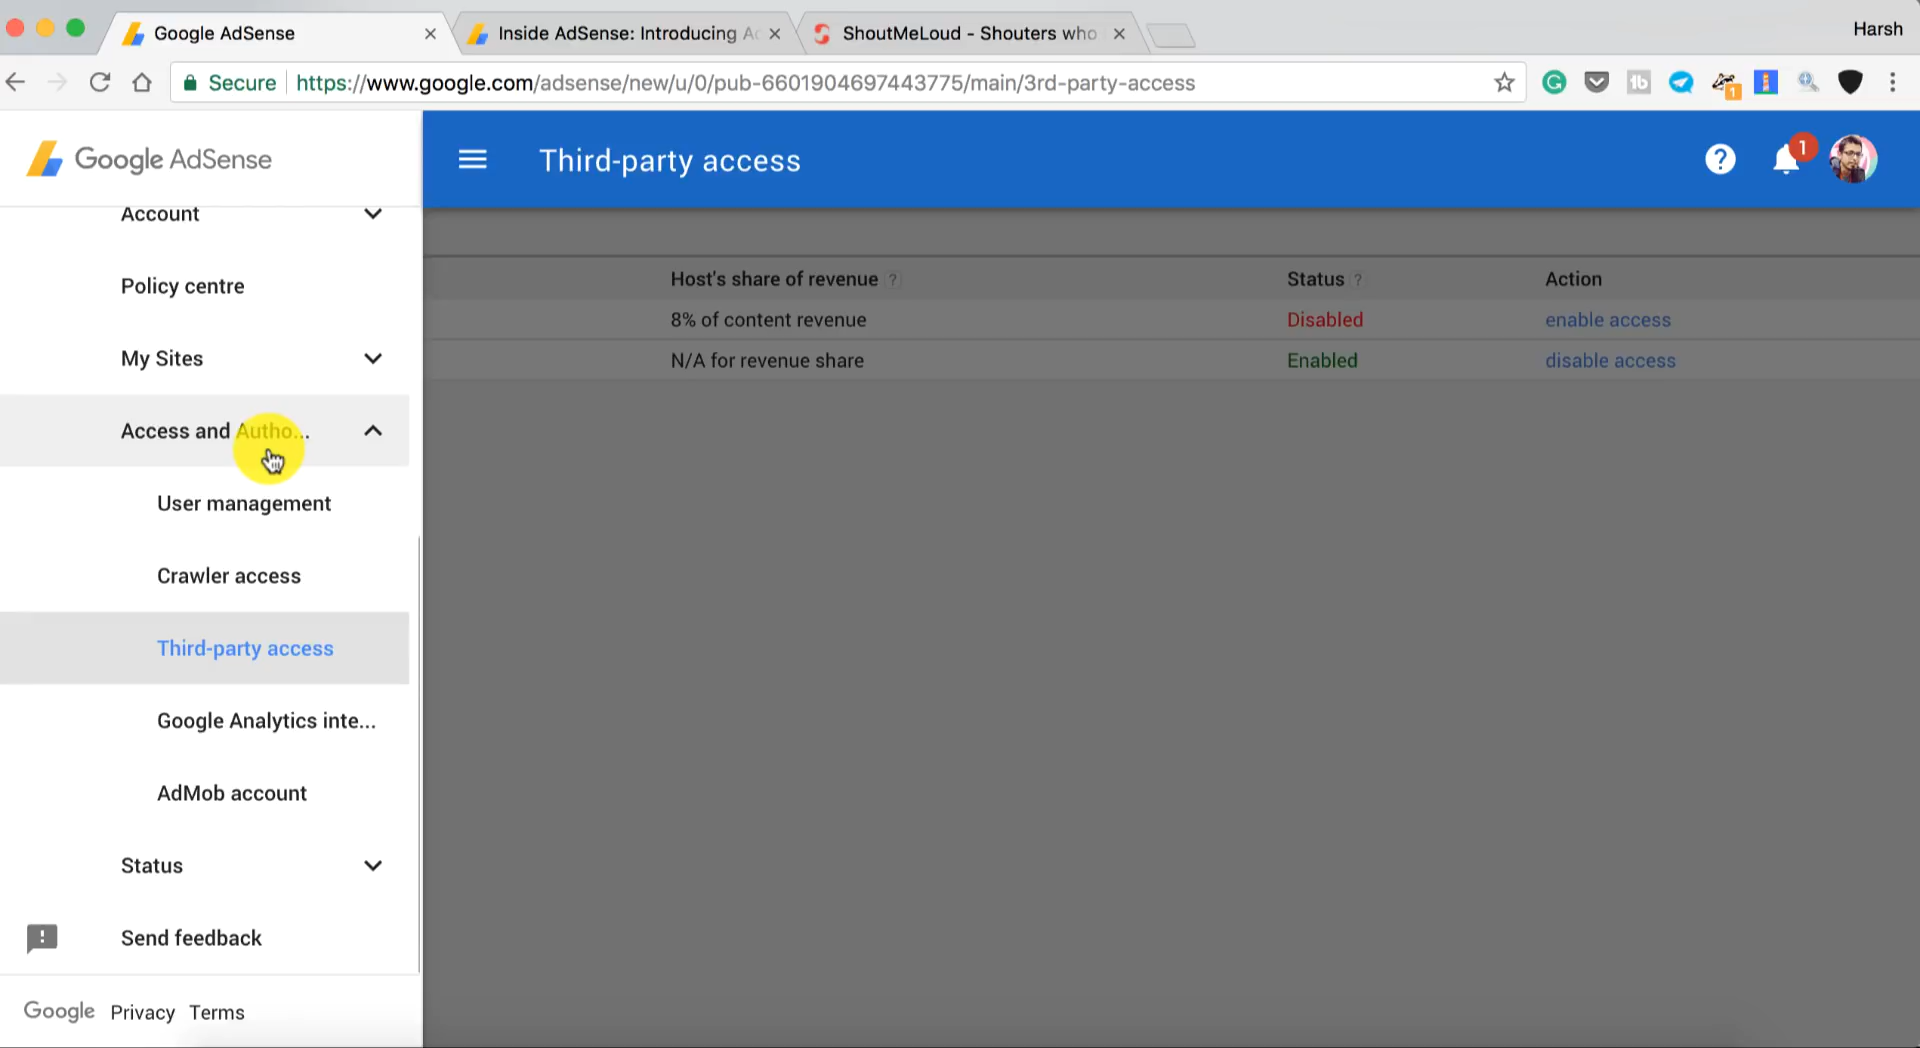 Google AdSense
Inside AdSense: Introducing Ad
ShoutMeLoud - Shouters who
Harsh
Secure https://www.google.com/adsense/new/u/0/pub-6601904697443775/main/3rd-party-access
1
Google AdSense
Third-party access
1
Account
Policy centre
My Sites
Access and Autho...
User management
Crawler access
Third-party access
Google Analytics inte...
AdMob account
Status
Send feedback
Google Privacy Terms
Host's share of revenue ? Status ? Action
8% of content revenue Disabled enable access
N/A for revenue share Enabled disable access